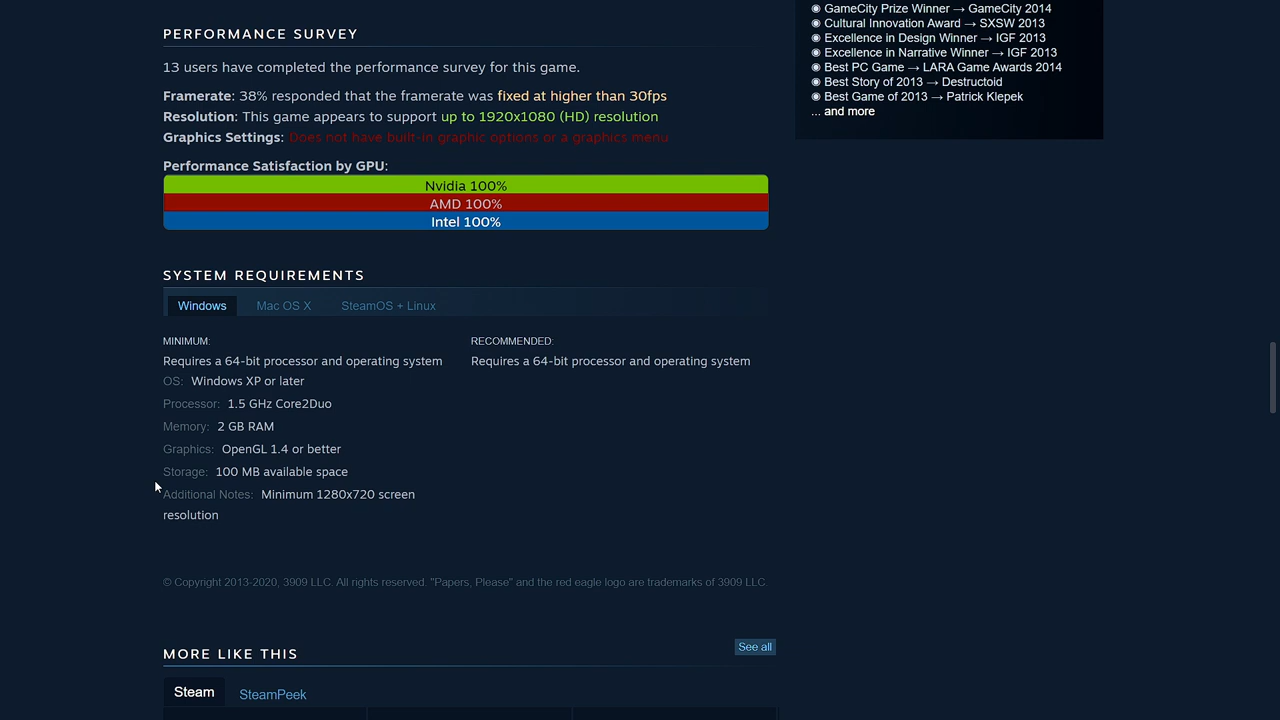 PERFORMANCE SURVEY
13 users have completed the performance survey for this game.
Framerate: 38% responded that the framerate was fixed at higher than 30fps
Resolution: This game appears to support up to 1920x1080 (HD) resolution
Graphics Settings: Does not have built-in graphic options or a graphics menu
Performance Satisfaction by GPU:
Nvidia 100%
AMD 100%
Intel 100%
SYSTEM REQUIREMENTS
Windows Mac OS X SteamOS + Linux
MINIMUM:
Requires a 64-bit processor and operating system
OS: Windows XP or later
Processor: 1.5 GHz Core2Duo
Memory: 2 GB RAM
Graphics: OpenGL 1.4 or better
Storage: 100 MB available space
Additional Notes: Minimum 1280x720 screen
resolution
RECOMMENDED:
Requires a 64-bit processor and operating system
© Copyright 2013-2020, 3909 LLC. All rights reserved. "Papers, Please" and the red eagle logo are trademarks of 3909 LLC
MORE LIKE THIS
See all
Steam SteamPeek
◉ GameCity Prize Winner → GameCity 2014
◉ Cultural Innovation Award → SXSW 2013
◉ Excellence in Design Winner → IGF 2013
◉ Excellence in Narrative Winner → IGF 2013
◉ Best PC Game → LARA Game Awards 2014
◉ Best Story of 2013 → Destructoid
◉ Best Game of 2013 → Patrick Klepek
... and more